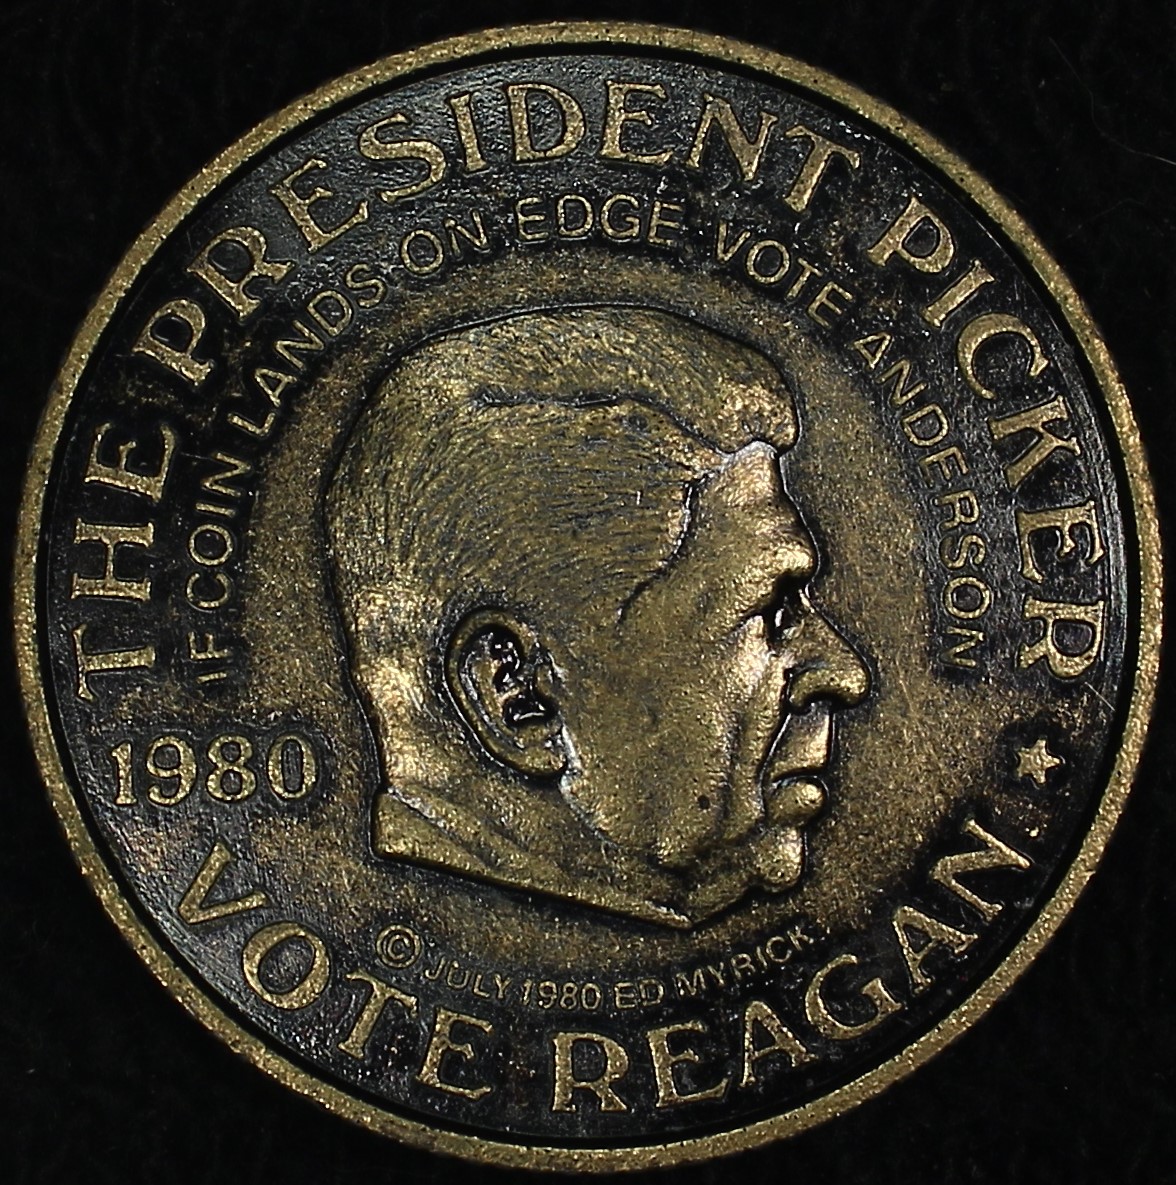 THE PRESIDENT PICKER
IF COIN LANDS ON EDGE VOTE ANDERSON
1980
© JULY 1980 ED MYRICK.
VOTE REAGAN